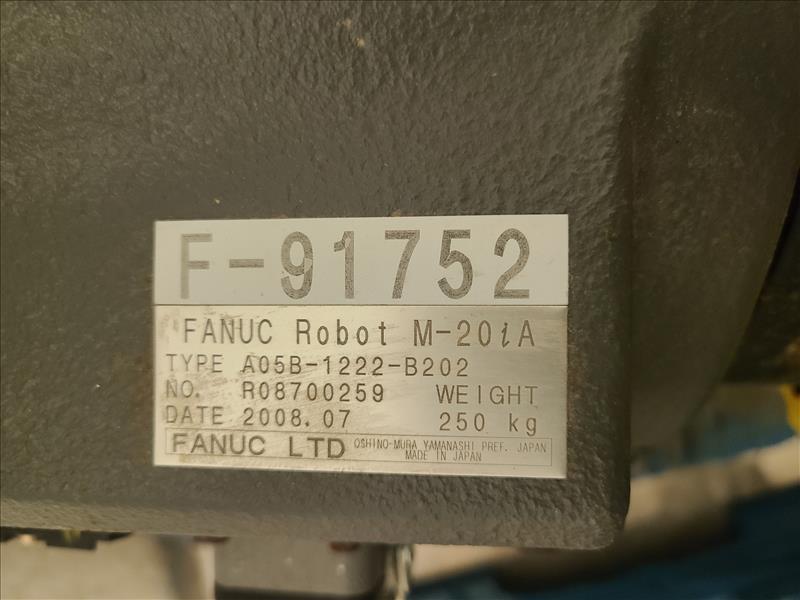 F-91752
FANUC Robot M-20iA
TYPE A05B-1222-B202
NO. R08700259 WEIGHT
DATE 2008.07 250 kg
FANUC LTD OSHINO-MURA YAMANASHI PREF. JAPAN
MADE IN JAPAN